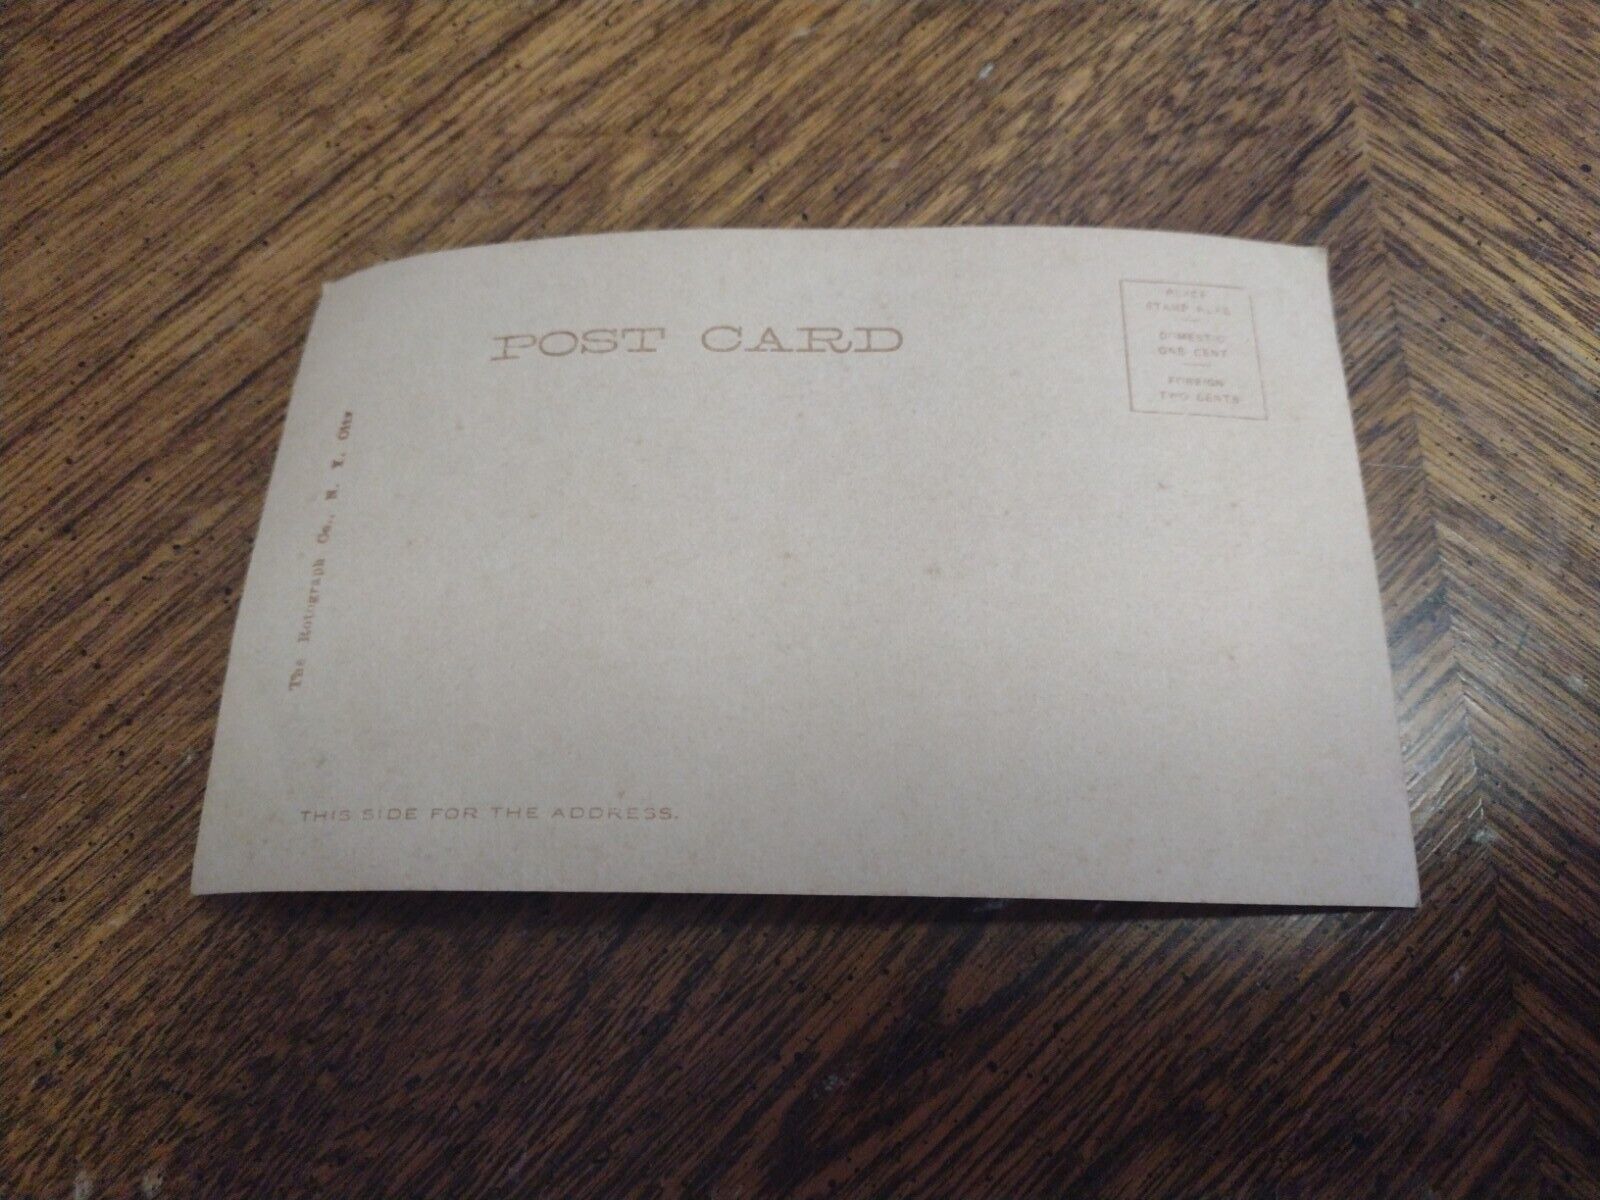 POST CARD
PLACE
STAMP HERE
DOMESTIC
ONE CENT
FOREIGN
TWO CENTS
The Rotograph Co., N. Y. City
THIS SIDE FOR THE ADDRESS.